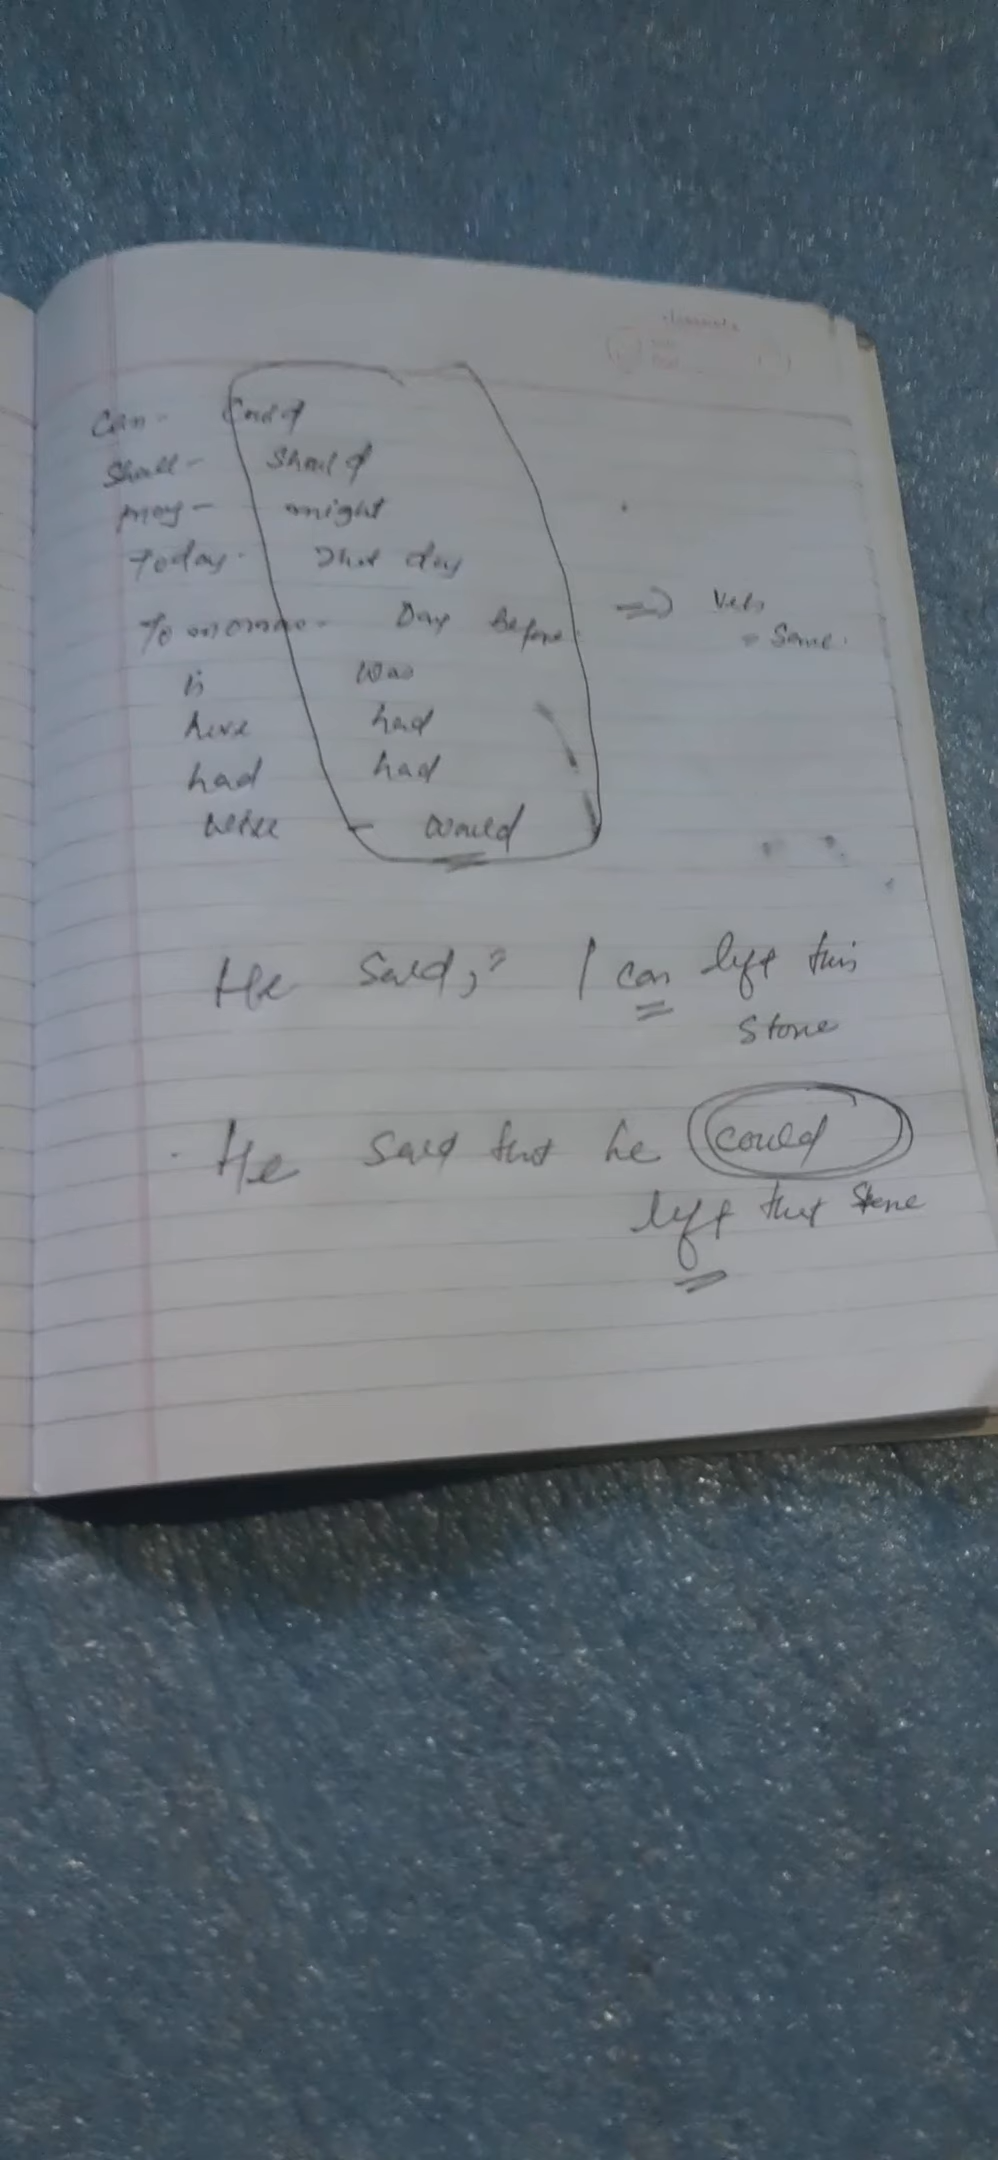 Can - Could
Shall - Should
may - might
Today - That day
Tomorrow - Day Before
is was
have had
had had
will - would
⇒ Verb
= Same.
He Said, " I can lift this
Stone
He Said that he could
lift that Stone